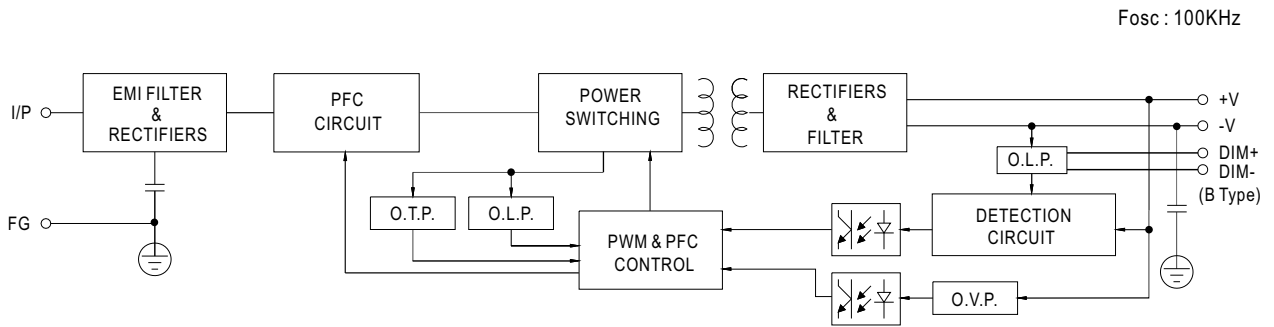 Fosc : 100KHz
I/P
EMI FILTER
&
RECTIFIERS
PFC
CIRCUIT
POWER
SWITCHING
RECTIFIERS
&
FILTER
+V
-V
DIM+
DIM-
(B Type)
O.L.P.
FG
O.T.P.
O.L.P.
PWM & PFC
CONTROL
DETECTION
CIRCUIT
O.V.P.